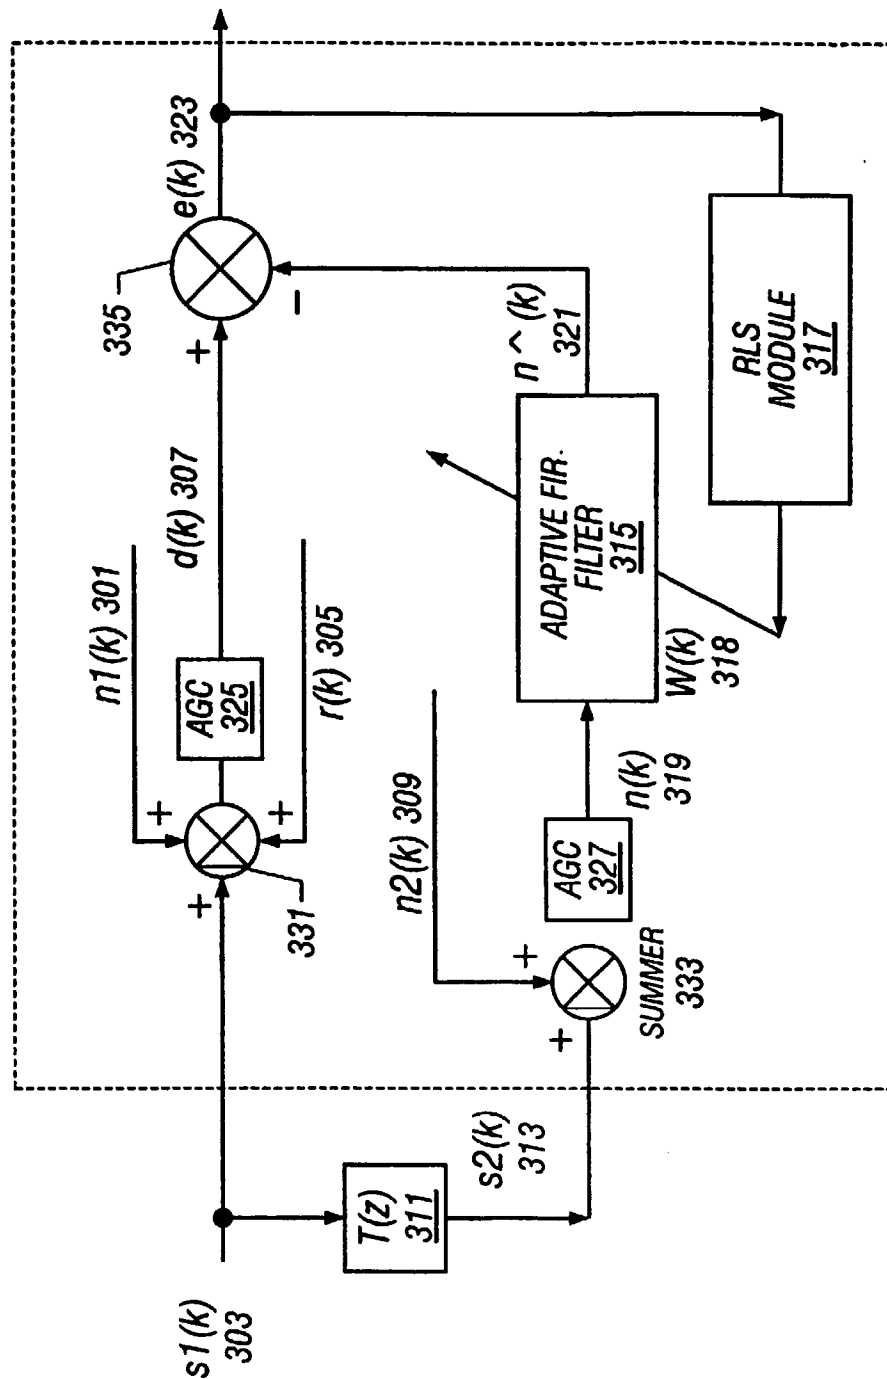 s1(k)
303
T(z)
311
s2(k)
313
+
331
+
n1(k) 301
+
r(k) 305
AGC
325
d(k) 307
335
+
-
e(k) 323
+
+
SUMMER
333
n2(k) 309
AGC
327
n(k)
319
W(k)
318
ADAPTIVE FIR.
FILTER
315
n^(k)
321
RLS
MODULE
317